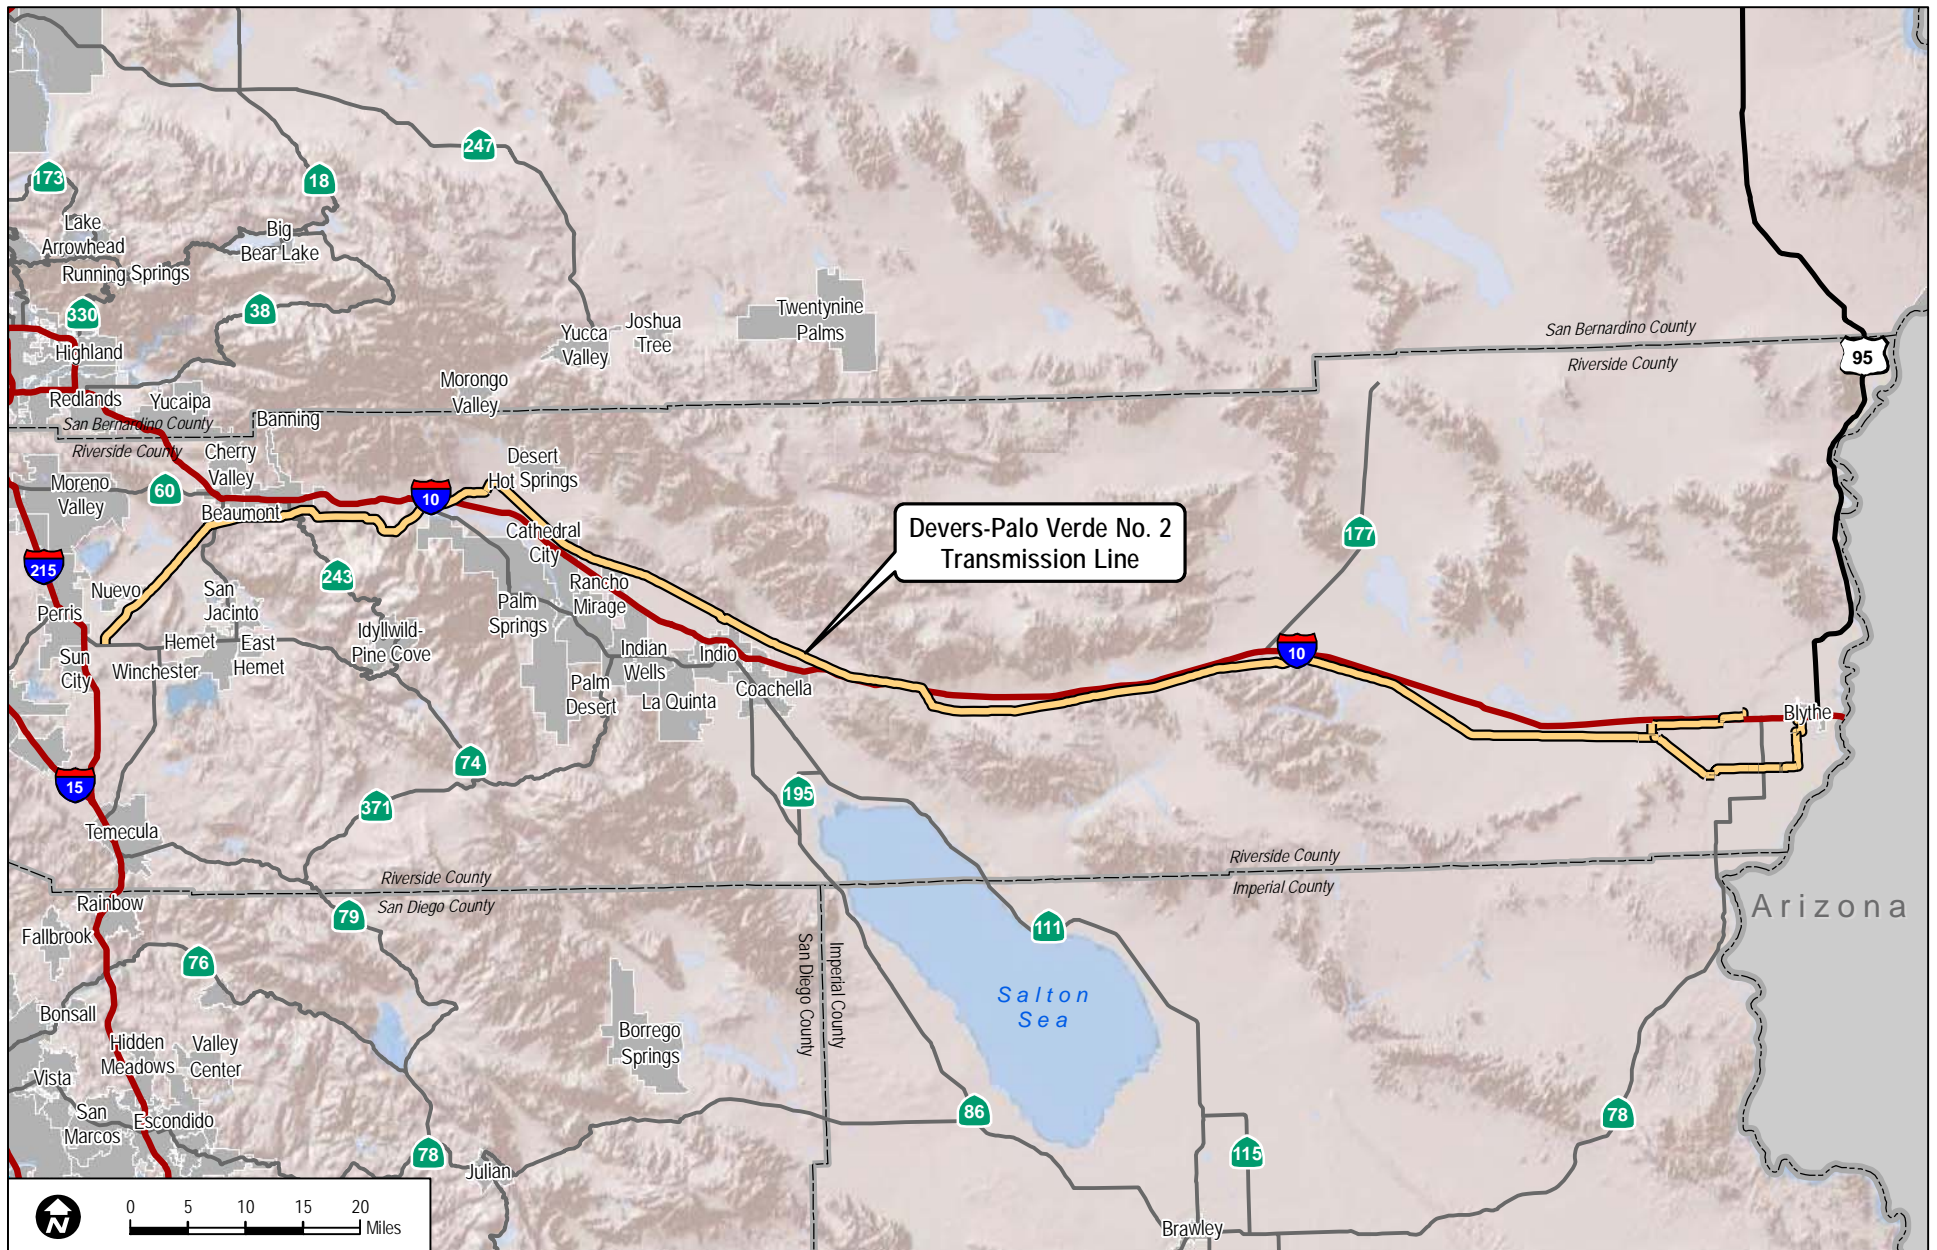 247
173
18
Lake
Arrowhead
Big
Bear Lake
Running Springs
330
38
Highland
Yucca
Valley
Joshua
Tree
Twentynine
Palms
San Bernardino County
Riverside County
95
Redlands
Yucaipa
Morongo
Valley
San Bernardino County
Riverside County
Banning
Cherry
Valley
Moreno
Valley
60
Beaumont
10
Desert
Hot Springs
Cathedral
City
Devers-Palo Verde No. 2
Transmission Line
177
215
Nuevo
Perris
San
Jacinto
243
Rancho
Mirage
Palm
Springs
Idyllwild-
Pine Cove
Hemet
East
Hemet
Sun
City
Winchester
Indian
Wells
Indio
10
Palm
Desert
La Quinta
Coachella
Blythe
15
74
371
195
Temecula
Riverside County
San Diego County
Riverside County
Imperial County
Rainbow
79
Fallbrook
76
111
Arizona
San Diego County
Imperial County
Salton
Sea
Bonsall
Hidden
Meadows
Valley
Center
Borrego
Springs
Vista
San
Marcos
Escondido
86
78
78
Julian
115
Brawley
N
0 5 10 15 20
Miles